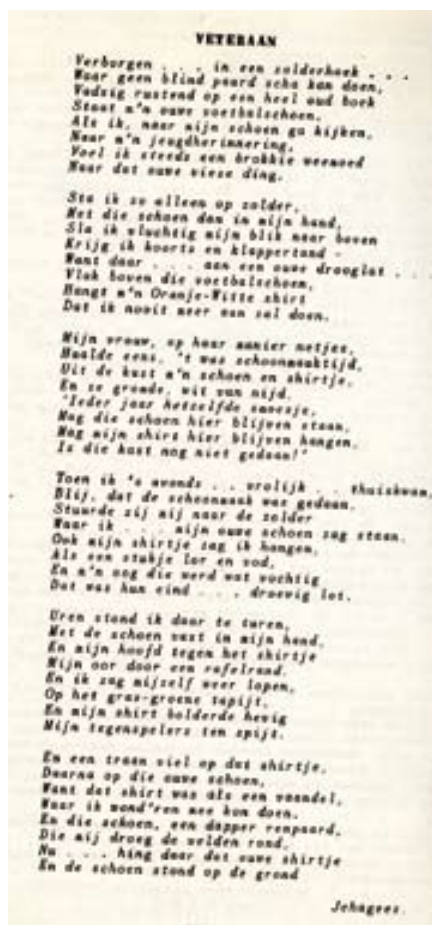 VETERAAN
Verborgen . . . in een zolderhoek . . .
Waar geen blind paard scha kan doen,
Vadzig rustend op een heel oud boek
Staat m'n ouwe voetbalschoen.
Als ik, naar mijn schoen ga kijken,
Naar m'n jeugdherinnering,
Voel ik steeds een brokkie weemoed
Naar dat ouwe vieze ding.
Sta ik zo alleen op zolder,
Met die schoen dan in mijn hand,
Sla ik vluchtig mijn blik naar boven
Krijg ik koorts en klappertand -
Want daar . . . aan een ouwe drooglat . . .
Vlak boven die voetbalschoen,
Hangt m'n Oranje-Witte shirt
Dat ik nooit meer aan zal doen.
Mijn vrouw, op haar manier netjes,
Haalde eens, 't was schoonmaaktijd,
Uit de kast m'n schoen en shirtje,
En ze gromde, wit van nijd.
'Ieder jaar hetzelfde
Mag die schoen hier blijven staan,
Mag mijn shirt hier blijven hangen,
Is die kast nog niet gedaan!'
Toen ik 's avonds . . vrolijk . . thuiskwam,
Blij, dat de schoonmaak was gedaan,
Stuurde zij mij naar de zolder
Waar ik . . . mijn ouwe schoen zag staan.
Ook mijn shirtje zag ik hangen,
Als een stukje lor en vod,
En m'n oog die werd wat vochtig
Dat was hun eind . . . droevig lot.
Uren stond ik daar te turen,
Met de schoen vast in mijn hand,
En mijn hoofd tegen het shirtje
Mijn oor door een rafelrand.
En ik zag mijzelf weer lopen,
Op het gras-groene tapijt,
En mijn shirt bolderde hevig
Mijn tegenspelers ten spijt.
En een traan viel op dat shirtje,
Daarna op die ouwe schoen,
Want dat shirt was als een vaandel,
Waar ik wond'ren mee kon doen.
En die schoen, een dapper renpaard,
Die mij droeg de velden rond,
Nu . . . hing daar dat ouwe shirtje
En de schoen stond op de grond
Jehagees.